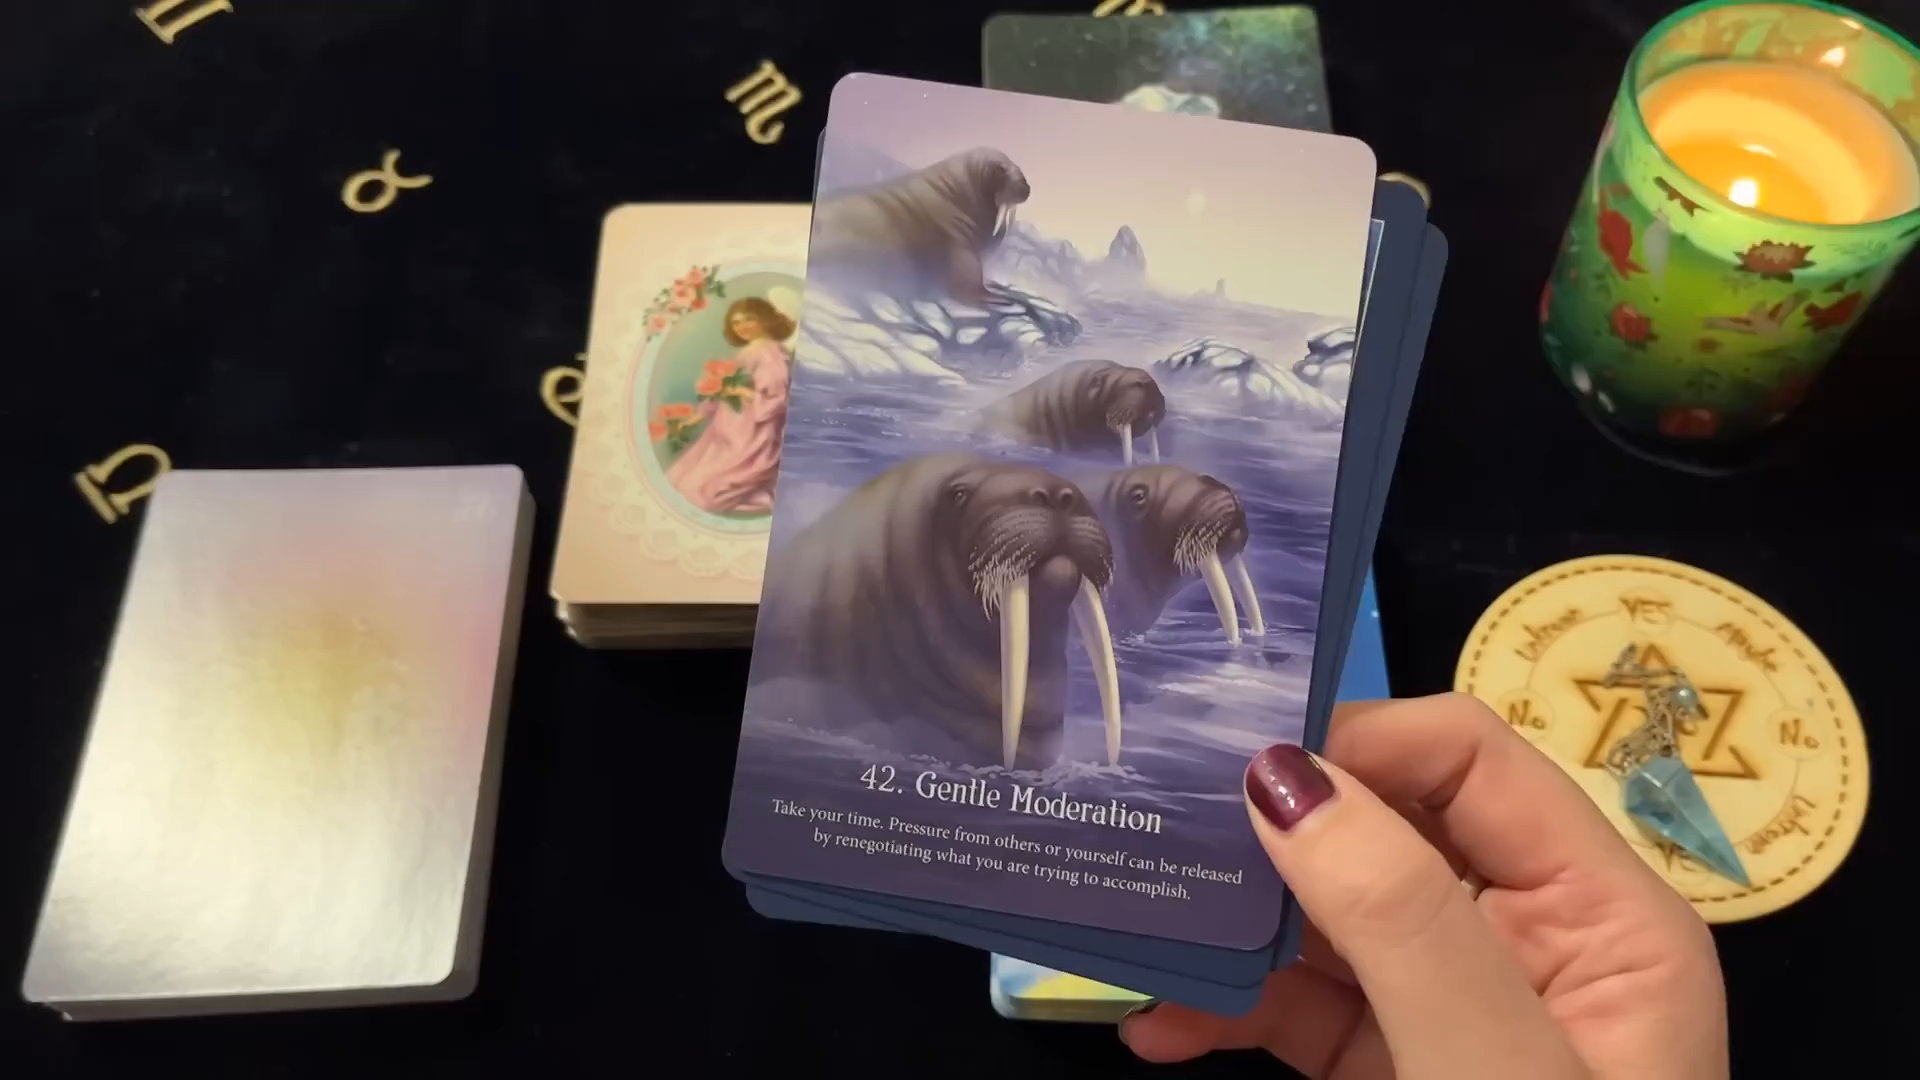 42. Gentle Moderation
Take your time. Pressure from others or yourself can be released
by renegotiating what you are trying to accomplish.
YES
Maybe
No
No